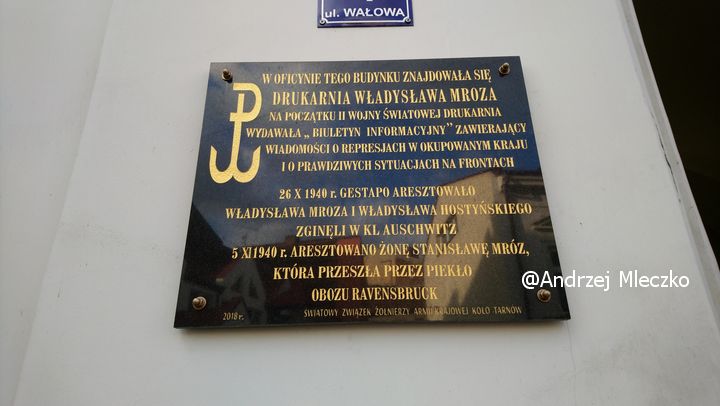 ul. WAŁOWA
W OFICYNIE TEGO BUDYNKU ZNAJDOWAŁA SIĘ
DRUKARNIA WŁADYSŁAWA MROZA
NA POCZĄTKU II WOJNY ŚWIATOWEJ DRUKARNIA
WYDAWAŁA „ BIULETYN INFORMACYJNY" ZAWIERAJĄCY
WIADOMOŚCI O REPRESJACH W OKUPOWANYM KRAJU
I O PRAWDZIWYCH SYTUACJACH NA FRONTACH
26 X 1940 r. GESTAPO ARESZTOWAŁO
WŁADYSŁAWA MROZA I WŁADYSŁAWA HOSTYŃSKIEGO
ZGINĘLI W KL AUSCHWITZ
5 XI 1940 r. ARESZTOWANO ŻONĘ STANISŁAWĘ MRÓZ,
KTÓRA PRZESZŁA PRZEZ PIEKŁO
OBOZU RAVENSBRUCK
2018 r. ŚWIATOWY ZWIĄZEK ŻOŁNIERZY ARMII KRAJOWEJ KOŁO TARNÓW
@Andrzej Mleczko